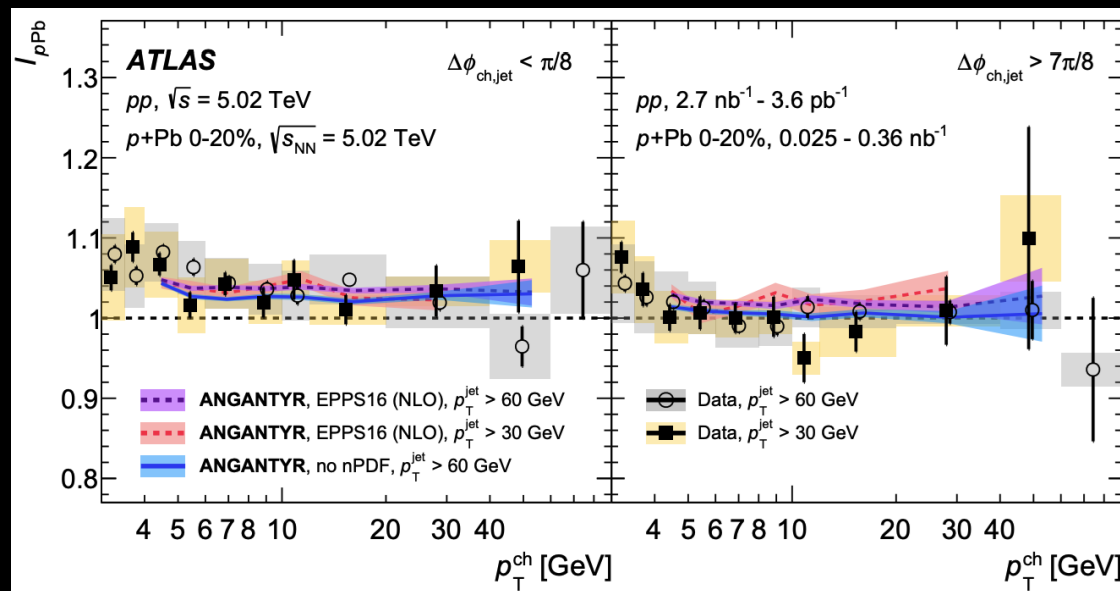 I_pPb
ATLAS
Δϕ_ch,jet < π/8
pp, √s = 5.02 TeV
p+Pb 0-20%, √s_NN = 5.02 TeV
Δϕ_ch,jet > 7π/8
pp, 2.7 nb⁻¹ - 3.6 pb⁻¹
p+Pb 0-20%, 0.025 - 0.36 nb⁻¹
1.3
1.2
1.1
1
0.9
0.8
ANGANTYR, EPPS16 (NLO), p_T^jet > 60 GeV
ANGANTYR, EPPS16 (NLO), p_T^jet > 30 GeV
ANGANTYR, no nPDF, p_T^jet > 60 GeV
Data, p_T^jet > 60 GeV
Data, p_T^jet > 30 GeV
4 5 6 7 10 20 30 40
4 5 6 7 10 20 30 40
p_T^ch [GeV]
p_T^ch [GeV]